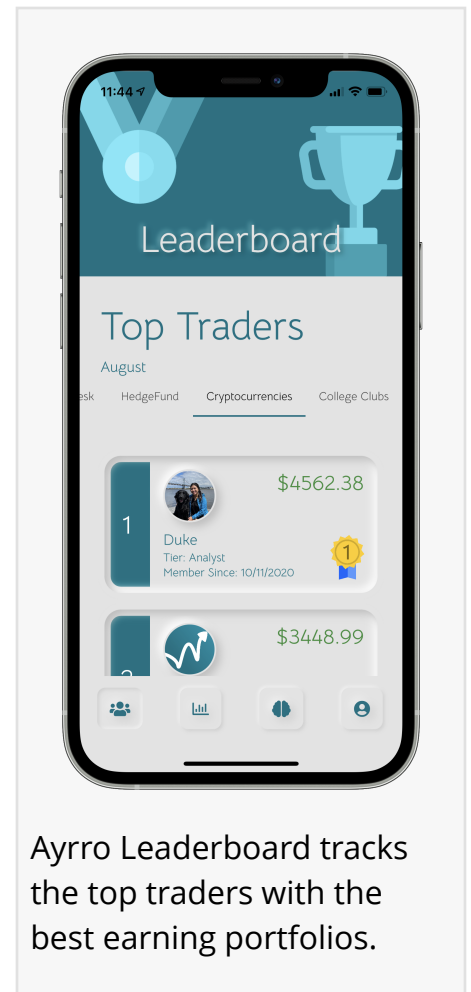 11:44
Leaderboard
Top Traders
August
esk HedgeFund Cryptocurrencies College Clubs
$4562.38
1
Duke
1
Tier: Analyst
Member Since: 10/11/2020
$3448.99
Ayrro Leaderboard tracks
the top traders with the
best earning portfolios.